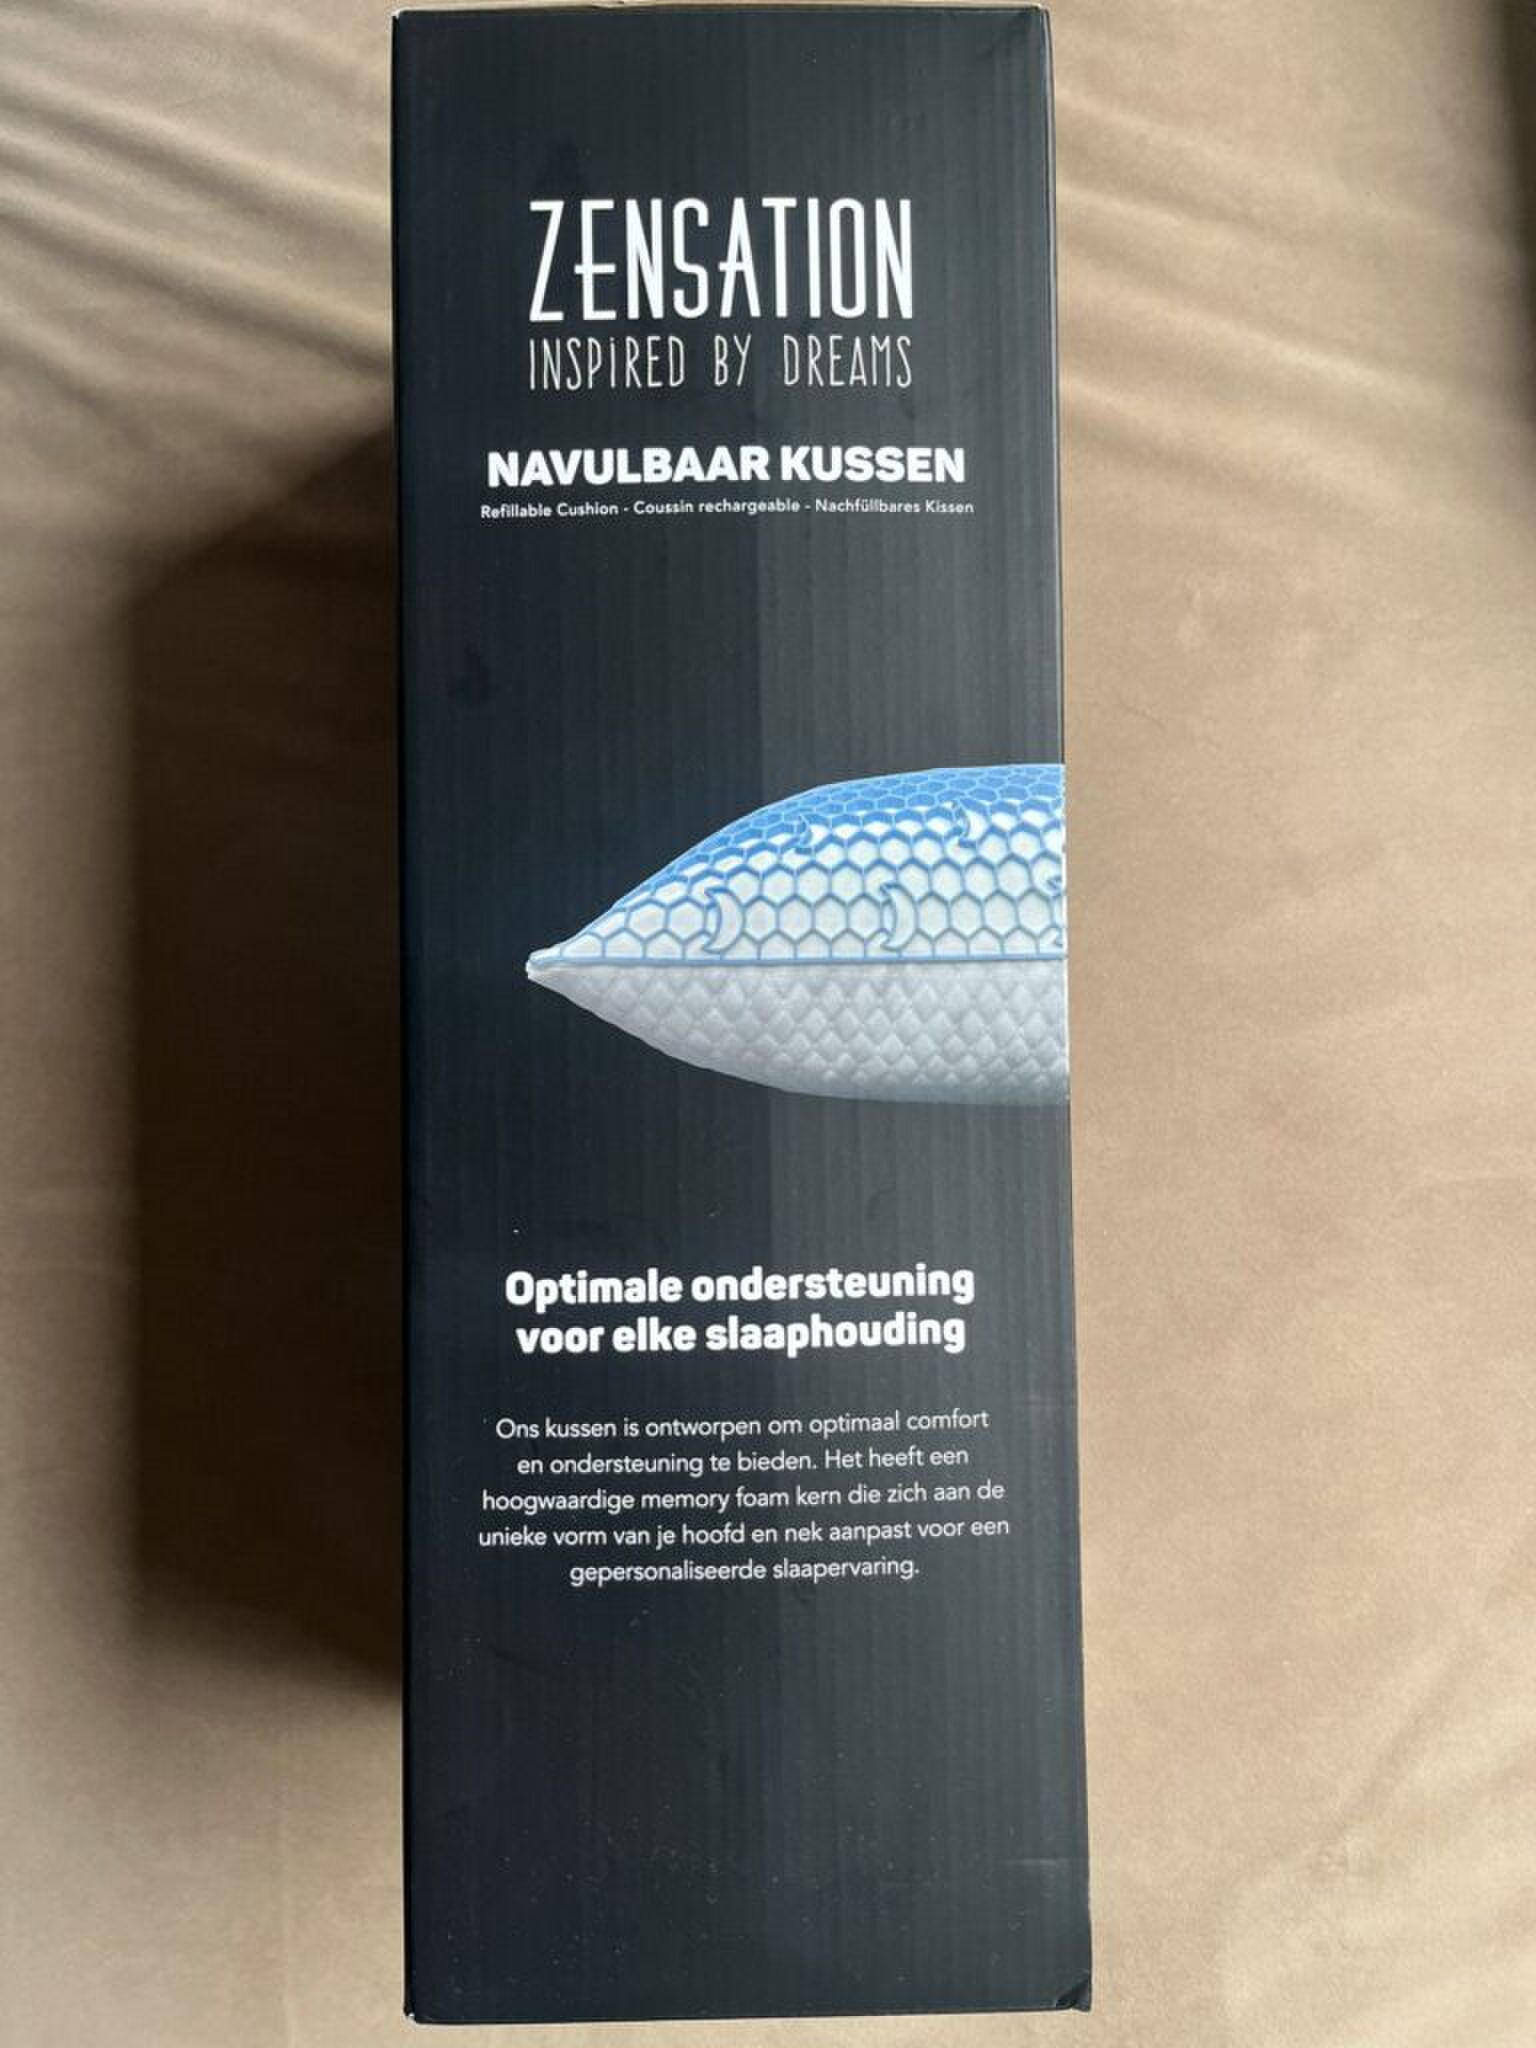 ZENSATION
INSPIRED BY DREAMS
NAVULBAAR KUSSEN
Refillable Cushion - Coussin rechargeable - Nachfüllbares Kissen
Optimale ondersteuning
voor elke slaaphouding
Ons kussen is ontworpen om optimaal comfort
en ondersteuning te bieden. Het heeft een
hoogwaardige memory foam kern die zich aan de
unieke vorm van je hoofd en nek aanpast voor een
gepersonaliseerde slaapervaring.